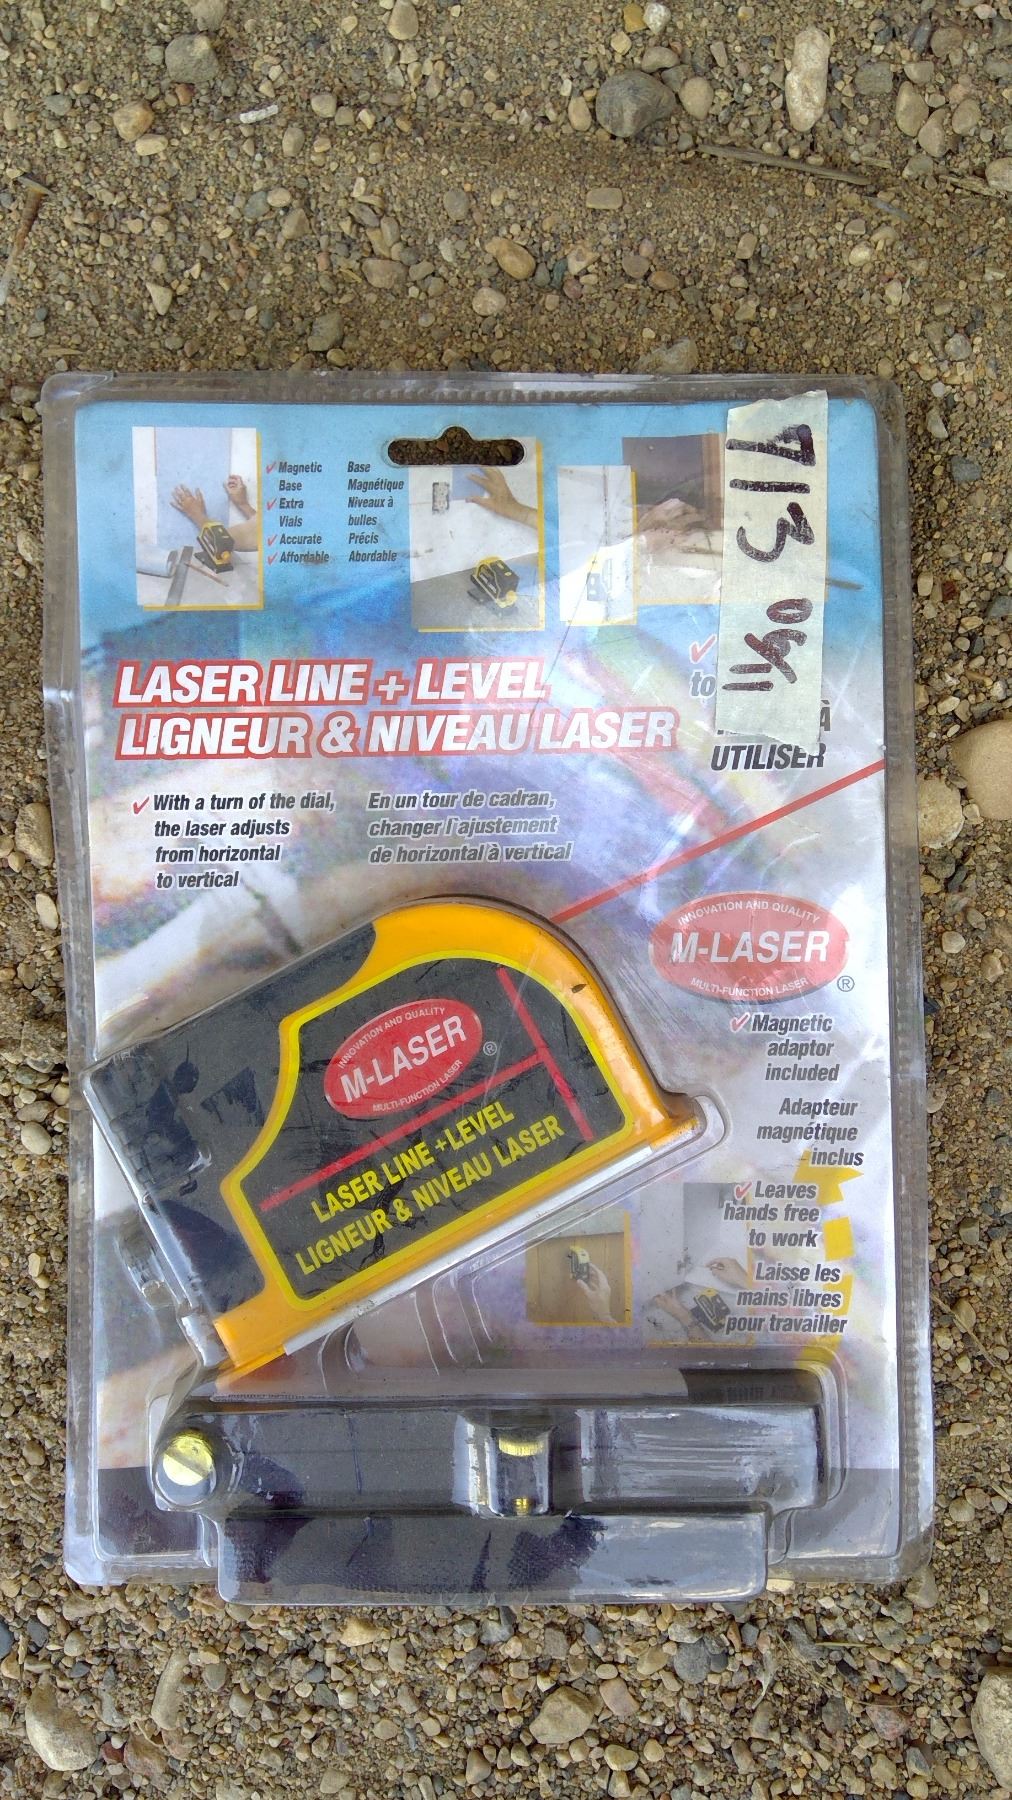 Magnetic Base
Base Magnétique
Extra Niveaux à
Vials bulles
Accurate Précis
Affordable Abordable
LASER LINE + LEVEL
LIGNEUR & NIVEAU LASER
to
À
UTILISER
With a turn of the dial,
the laser adjusts
from horizontal
to vertical
En un tour de cadran,
changer l'ajustement
de horizontal à vertical
INNOVATION AND QUALITY
M-LASER
MULTI-FUNCTION LASER
®
Magnetic
adaptor
included
Adapteur
magnétique
inclus
Leaves
hands free
to work
Laisse les
mains libres
pour travailler
INNOVATION AND QUALITY
M-LASER
MULTI-FUNCTION LASER
®
LASER LINE + LEVEL
LIGNEUR & NIVEAU LASER